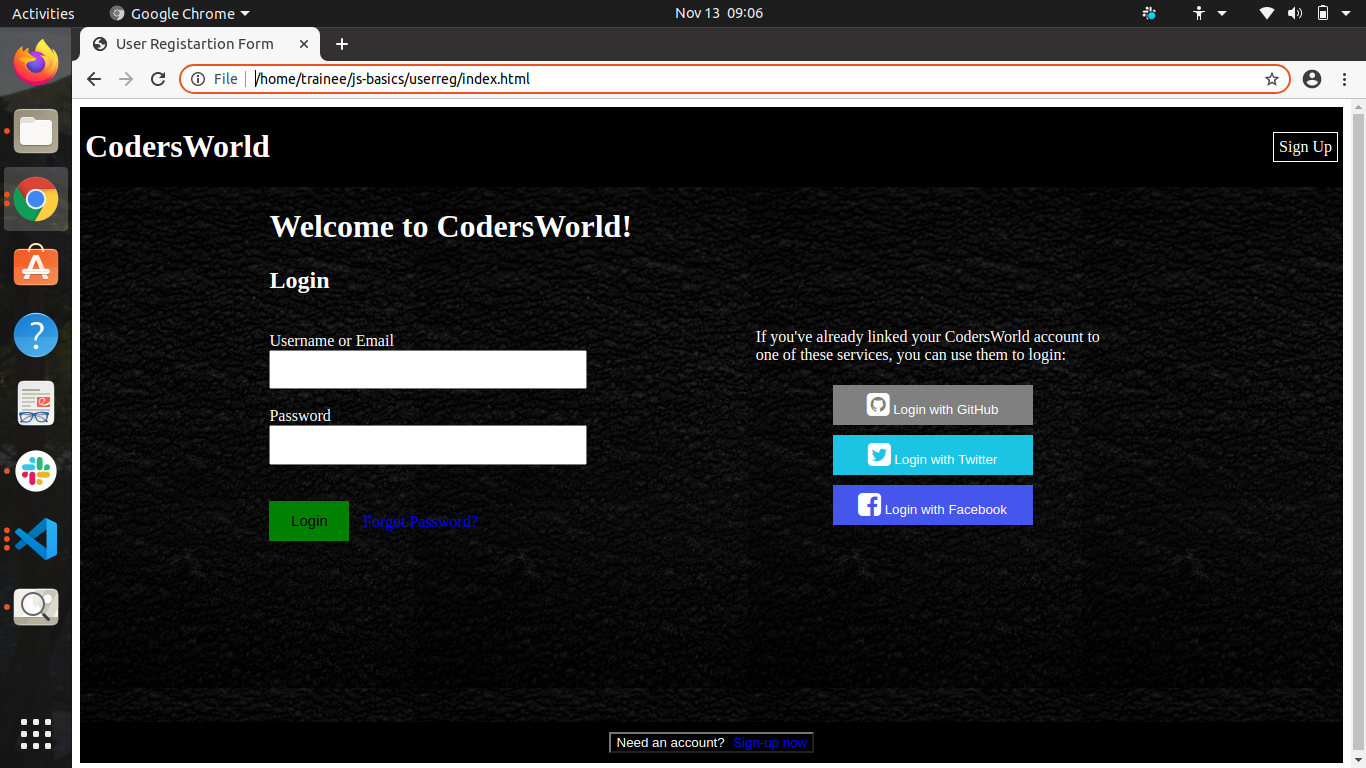 Activities
Google Chrome
Nov 13 09:06
User Registartion Form
File
/home/trainee/js-basics/userreg/index.html
CodersWorld
Sign Up
Welcome to CodersWorld!
Login
Username or Email
Password
Login
Forgot Password?
If you've already linked your CodersWorld account to
one of these services, you can use them to login:
Login with GitHub
Login with Twitter
Login with Facebook
Need an account? Sign-up now